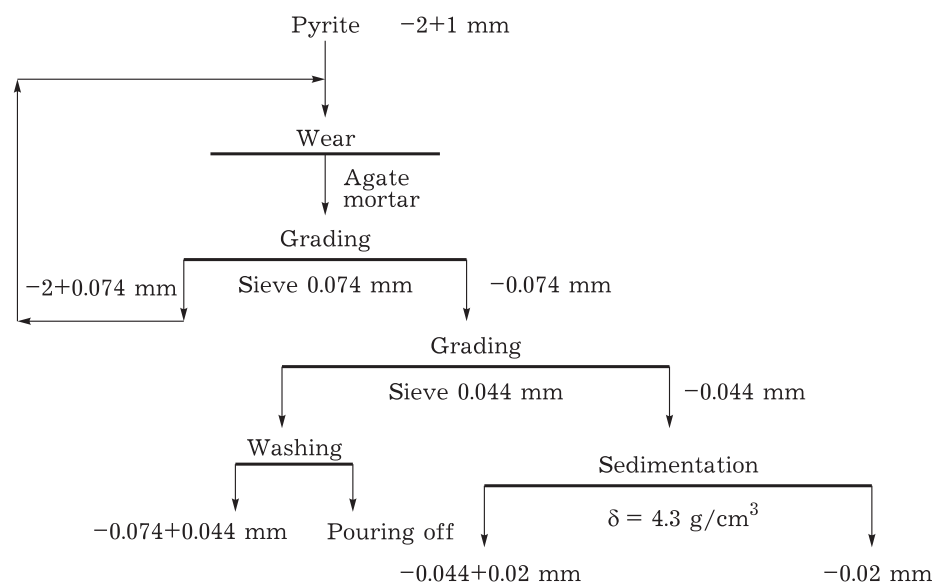 Pyrite −2+1 mm
Wear
Agate
mortar
Grading
−2+0.074 mm Sieve 0.074 mm −0.074 mm
Grading
Sieve 0.044 mm −0.044 mm
Washing
Sedimentation
−0.074+0.044 mm Pouring off δ = 4.3 g/cm³
−0.044+0.02 mm −0.02 mm